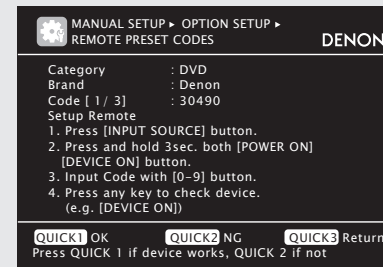 MANUAL SETUP ▸ OPTION SETUP ▸
REMOTE PRESET CODES
DENON
Category : DVD
Brand : Denon
Code [ 1/ 3] : 30490
Setup Remote
1. Press [INPUT SOURCE] button.
2. Press and hold 3sec. both [POWER ON]
[DEVICE ON] button.
3. Input Code with [0–9] button.
4. Press any key to check device.
(e.g. [DEVICE ON])
QUICK1 OK QUICK2 NG QUICK3 Return
Press QUICK 1 if device works, QUICK 2 if not